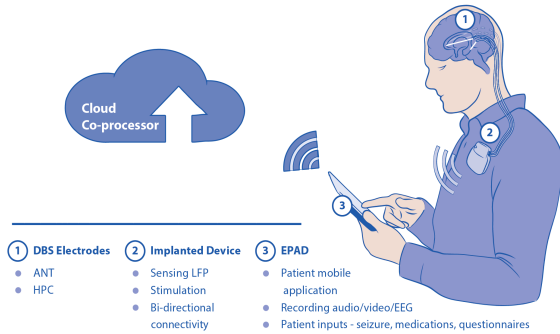 1
Cloud
Co-processor
2
3
1 DBS Electrodes
ANT
HPC
2 Implanted Device
Sensing LFP
Stimulation
Bi-directional
connectivity
3 EPAD
Patient mobile
application
Recording audio/video/EEG
Patient inputs - seizure, medications, questionnaires